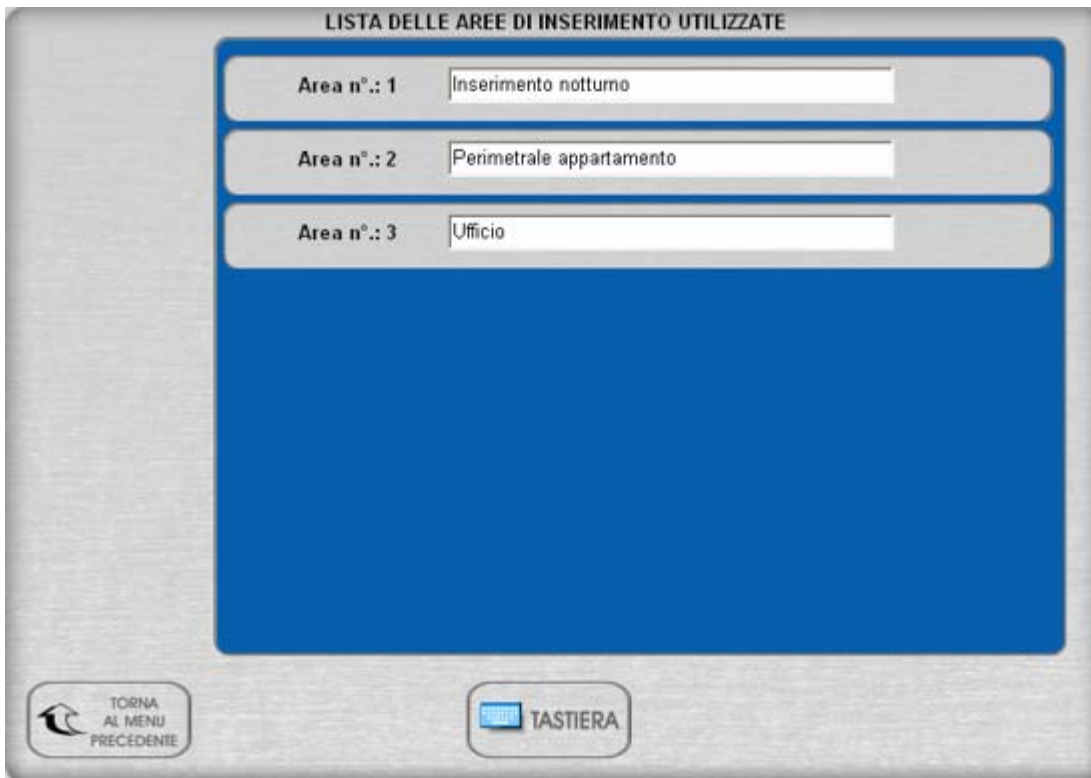 LISTA DELLE AREE DI INSERIMENTO UTILIZZATE
Area n°.: 1 Inserimento notturno
Area n°.: 2 Perimetrale appartamento
Area n°.: 3 Ufficio
TORNA
AL MENU
PRECEDENTE
TASTIERA